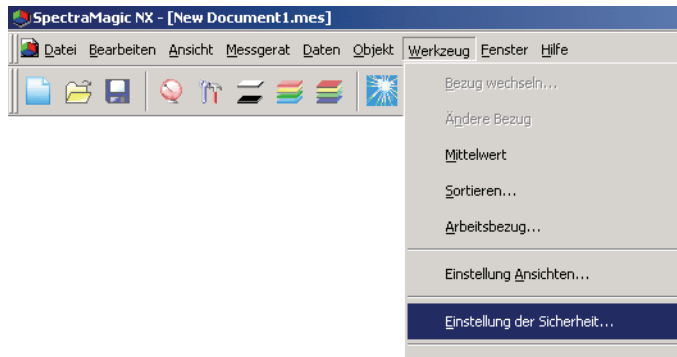 SpectraMagic NX - [New Document1.mes]
Datei Bearbeiten Ansicht Messgerat Daten Objekt Werkzeug Fenster Hilfe
Bezug wechseln...
Ändere Bezug
Mittelwert
Sortieren...
Arbeitsbezug...
Einstellung Ansichten...
Einstellung der Sicherheit...